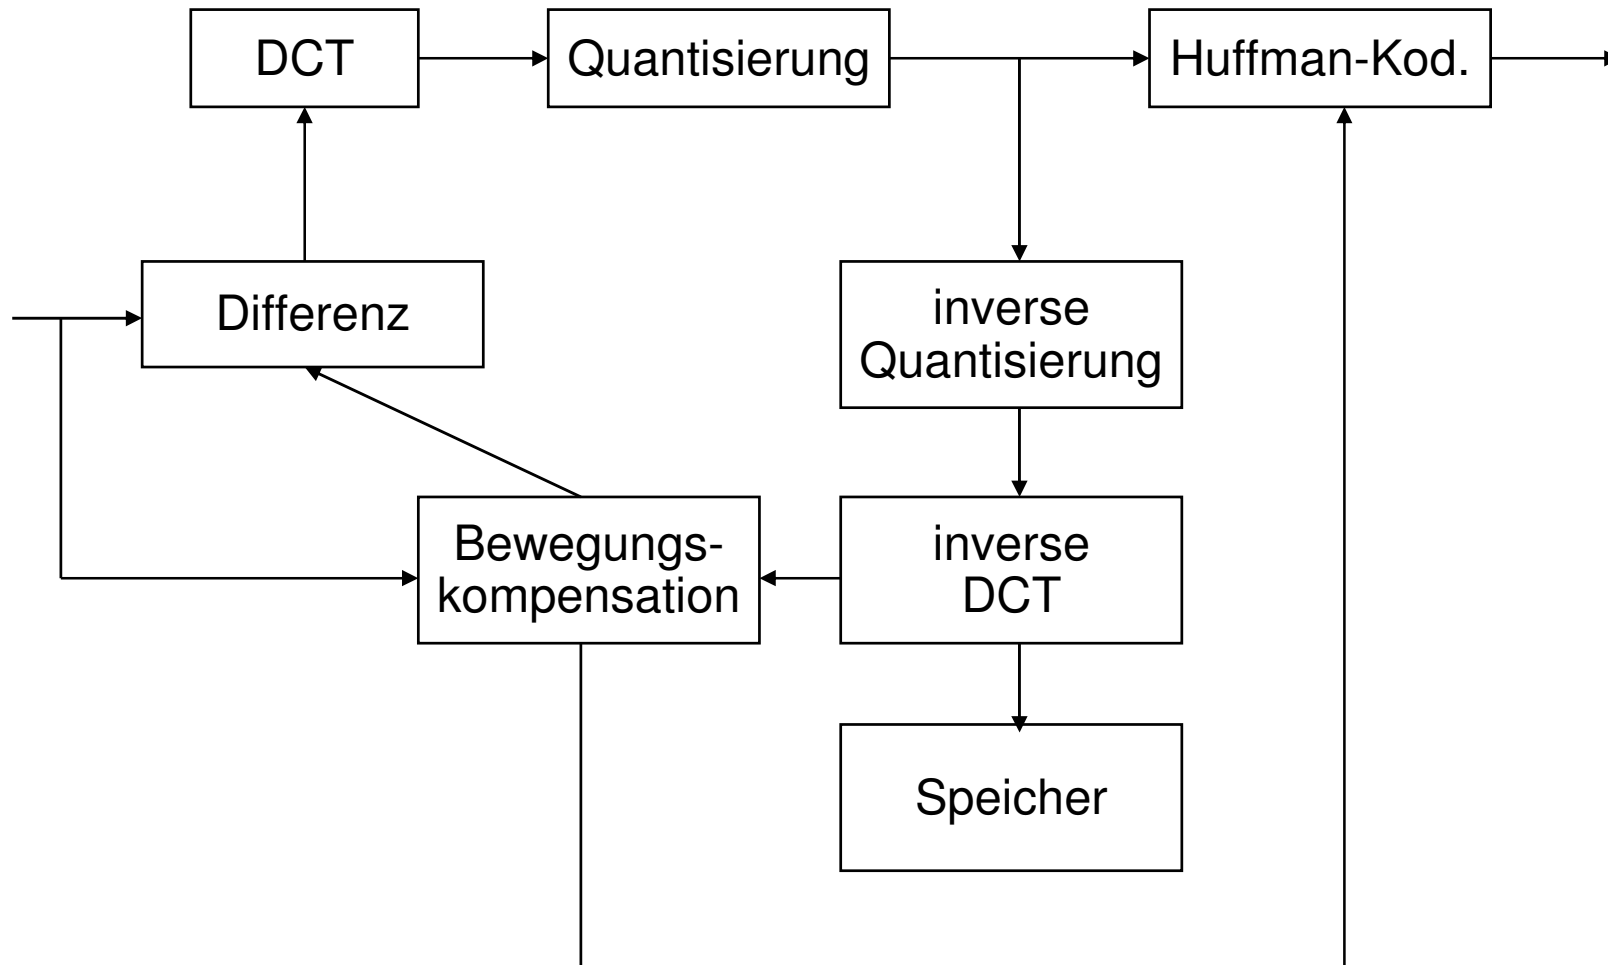 DCT
Quantisierung
Huffman-Kod.
Differenz
inverse
Quantisierung
Bewegungs-
kompensation
inverse
DCT
Speicher